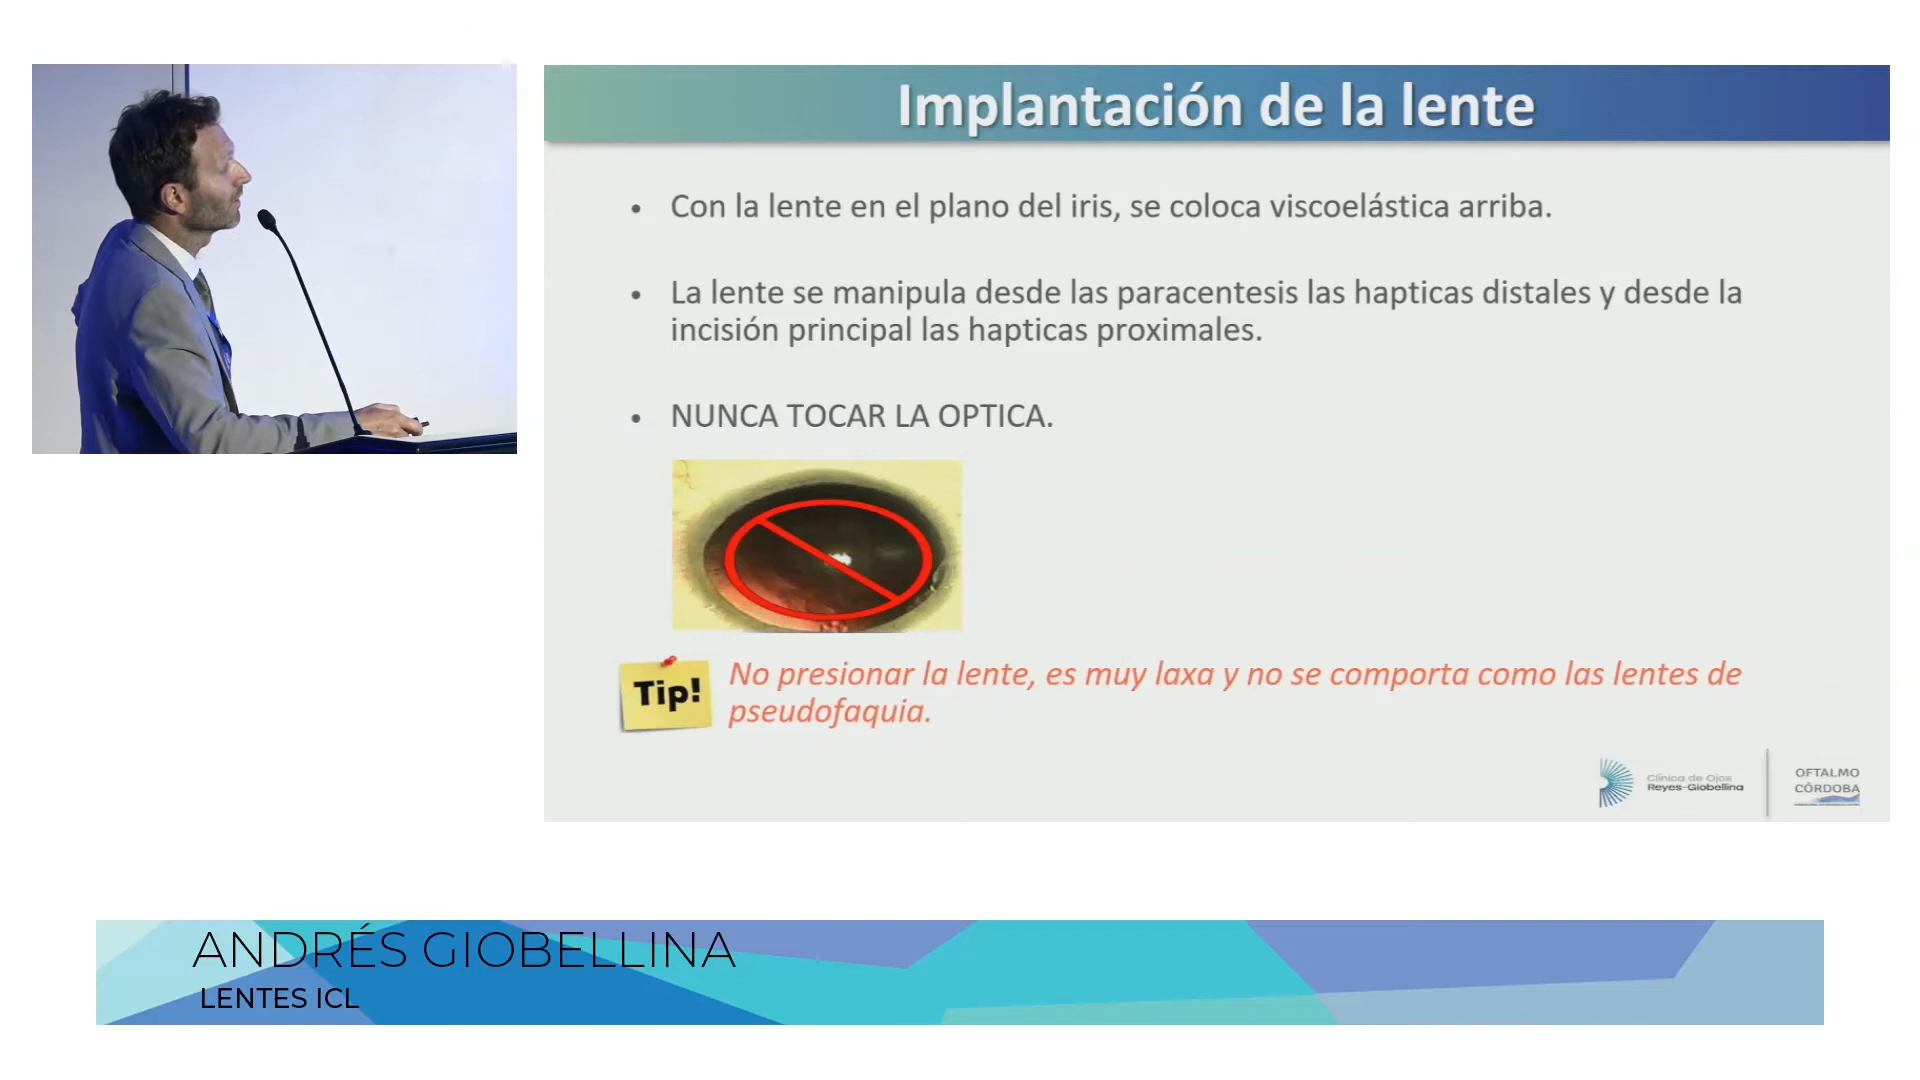 Implantación de la lente
• Con la lente en el plano del iris, se coloca viscoelástica arriba.
• La lente se manipula desde las paracentesis las hapticas distales y desde la
incisión principal las hapticas proximales.
• NUNCA TOCAR LA OPTICA.
Tip!
No presionar la lente, es muy laxa y no se comporta como las lentes de
pseudofaquia.
Clínica de Ojos
Reyes-Giobellina
OFTALMO
CÓRDOBA
ANDRÉS GIOBELLINA
LENTES ICL